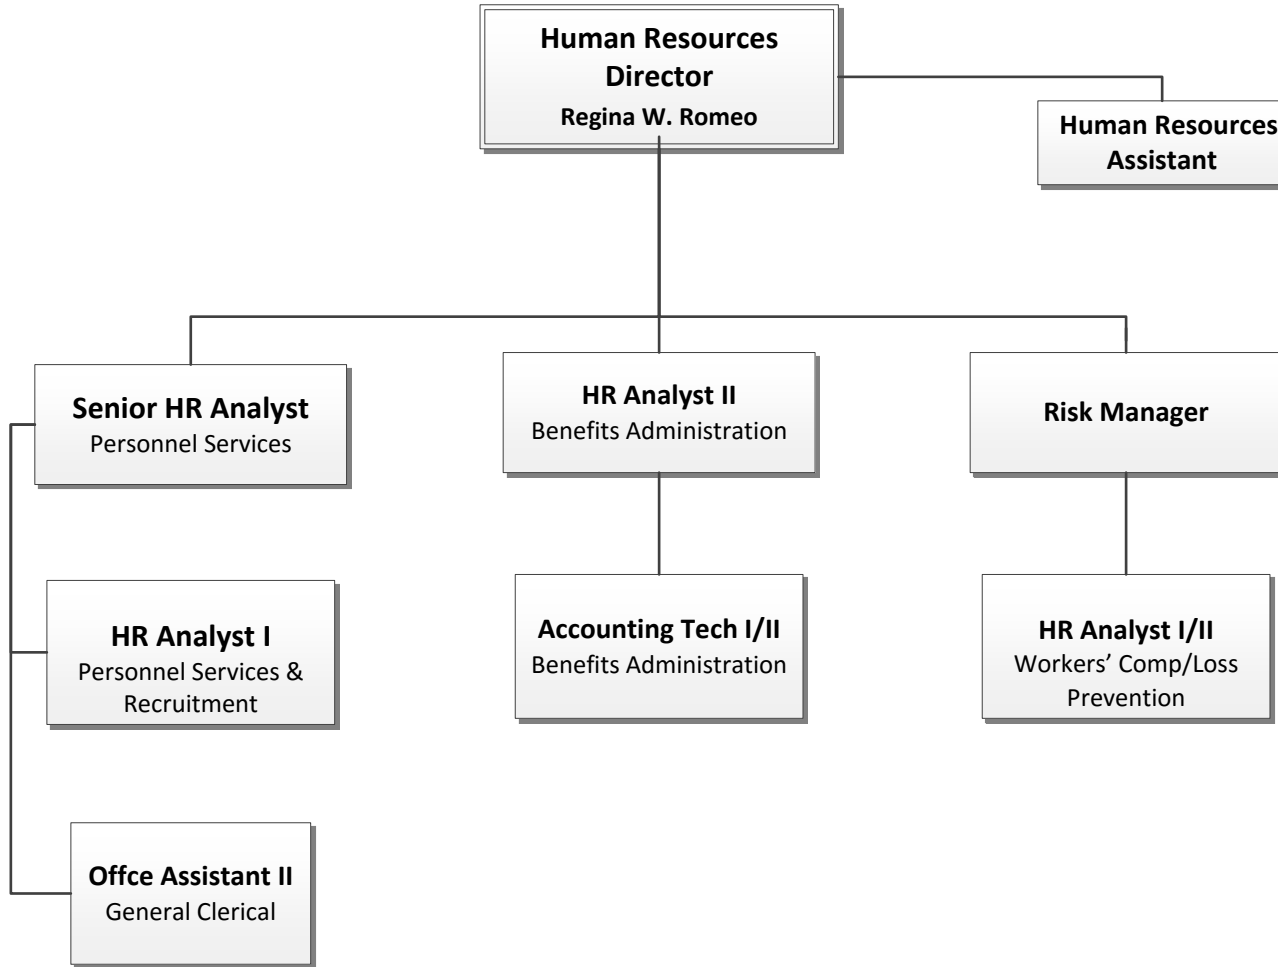 Human Resources
Director
Regina W. Romeo
Human Resources
Assistant
Senior HR Analyst
Personnel Services
HR Analyst II
Benefits Administration
Risk Manager
HR Analyst I
Personnel Services &
Recruitment
Accounting Tech I/II
Benefits Administration
HR Analyst I/II
Workers’ Comp/Loss
Prevention
Offce Assistant II
General Clerical